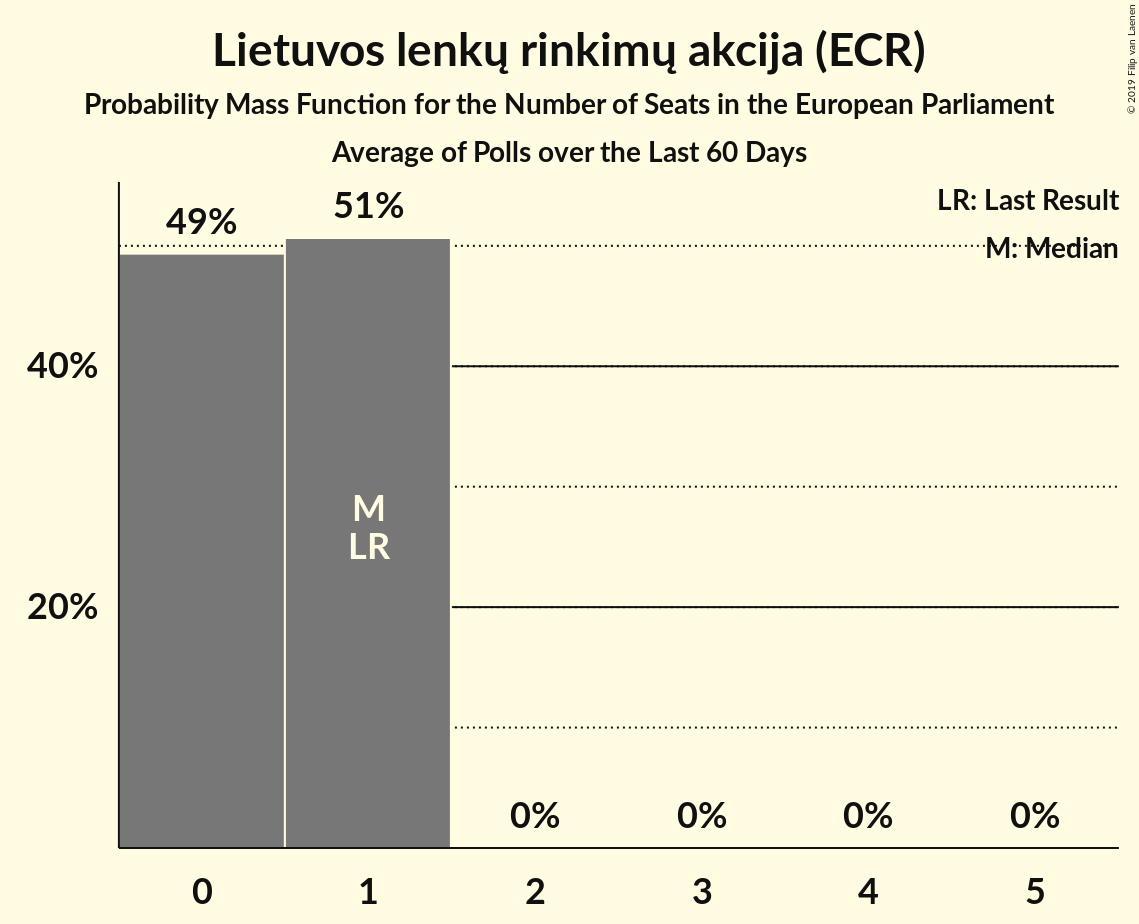 Lietuvos lenkų rinkimų akcija (ECR)
Probability Mass Function for the Number of Seats in the European Parliament
Average of Polls over the Last 60 Days
© 2019 Filip van Laenen
LR: Last Result
M: Median
49%
51%
40%
20%
M
LR
0%
0%
0%
0%
0
1
2
3
4
5